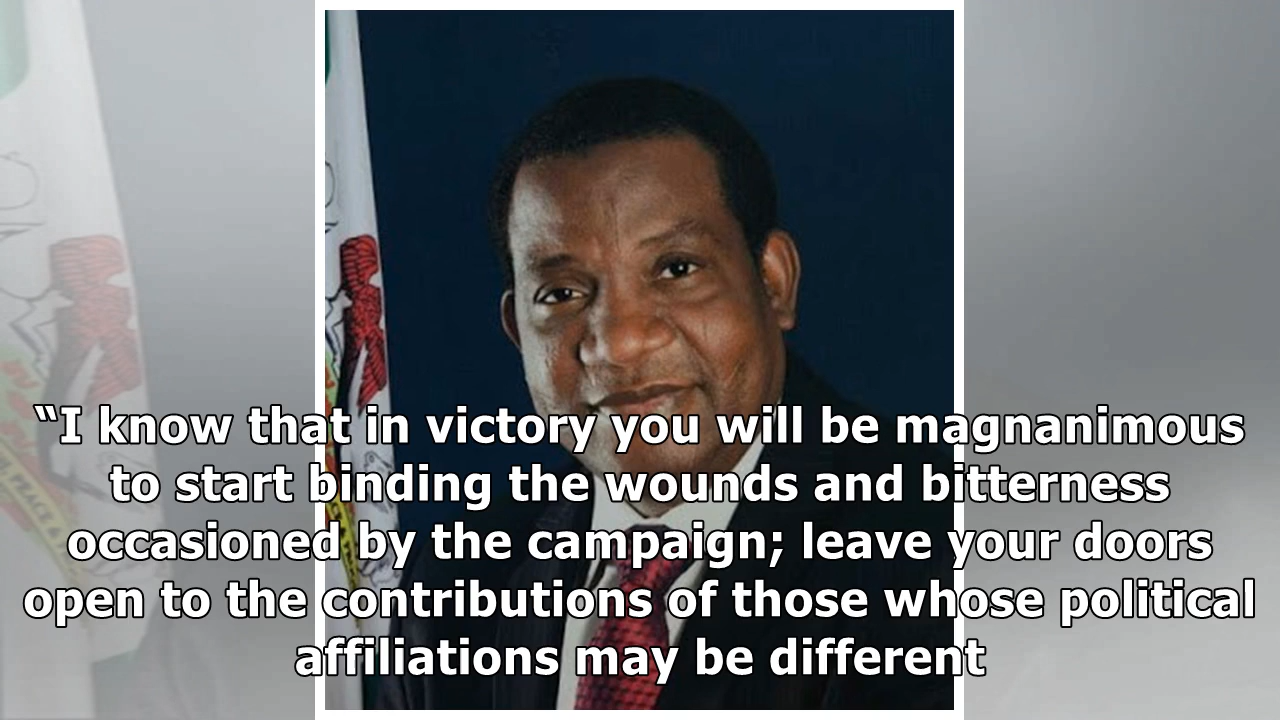 “I know that in victory you will be magnanimous
to start binding the wounds and bitterness
occasioned by the campaign; leave your doors
open to the contributions of those whose political
affiliations may be different
PEACE &